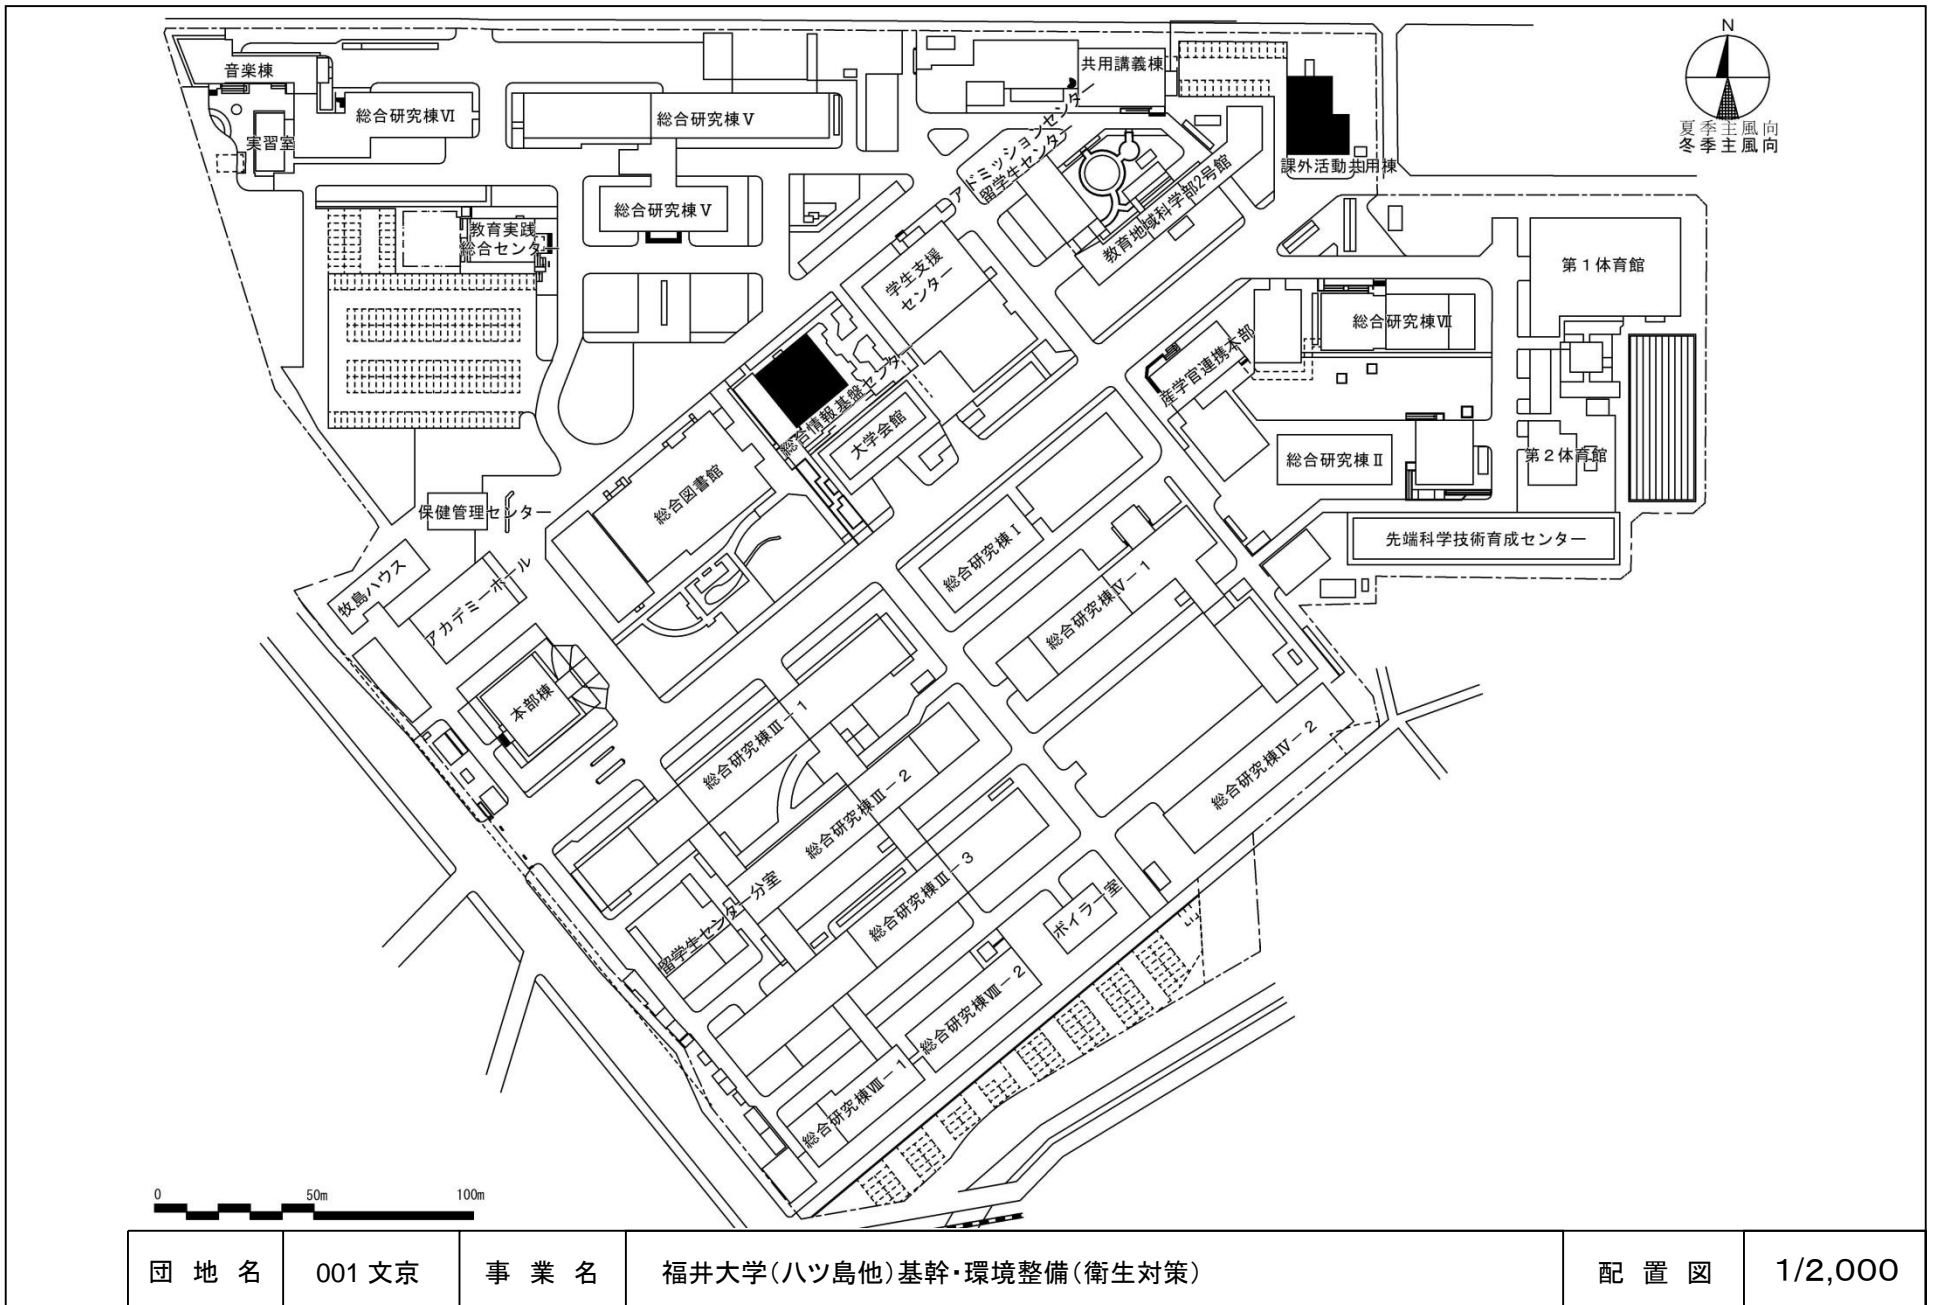 N
夏季主風向
冬季主風向
音楽棟
総合研究棟Ⅵ
実習室
総合研究棟Ⅴ
総合研究棟Ⅴ
教育実践
総合センター
共用講義棟
アドミッションセンター
留学生センター
教育地域科学部2号館
課外活動共用棟
学生支援
センター
総合情報基盤センター
大学会館
産学官連携本部
総合研究棟Ⅶ
第1体育館
総合研究棟Ⅱ
第2体育館
先端科学技術育成センター
総合図書館
保健管理センター
牧島ハウス
アカデミーホール
本部棟
総合研究棟Ⅰ
総合研究棟Ⅳ-1
総合研究棟Ⅳ-2
総合研究棟Ⅲ-1
総合研究棟Ⅲ-2
総合研究棟Ⅲ-3
留学生センター分室
ボイラー室
総合研究棟Ⅷ-2
総合研究棟Ⅷ-1
0 50m 100m
団地名 001 文京 事業名 福井大学(八ツ島他)基幹・環境整備(衛生対策) 配置図 1/2,000